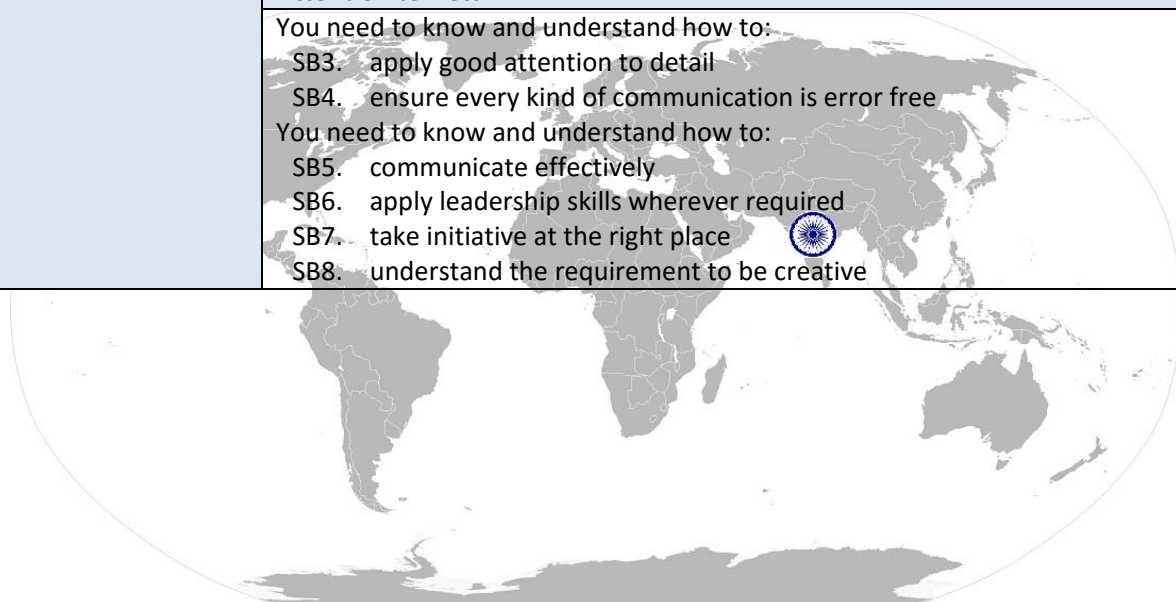 You need to know and understand how to:
SB3. apply good attention to detail
SB4. ensure every kind of communication is error free
You need to know and understand how to:
SB5. communicate effectively
SB6. apply leadership skills wherever required
SB7. take initiative at the right place
SB8. understand the requirement to be creative